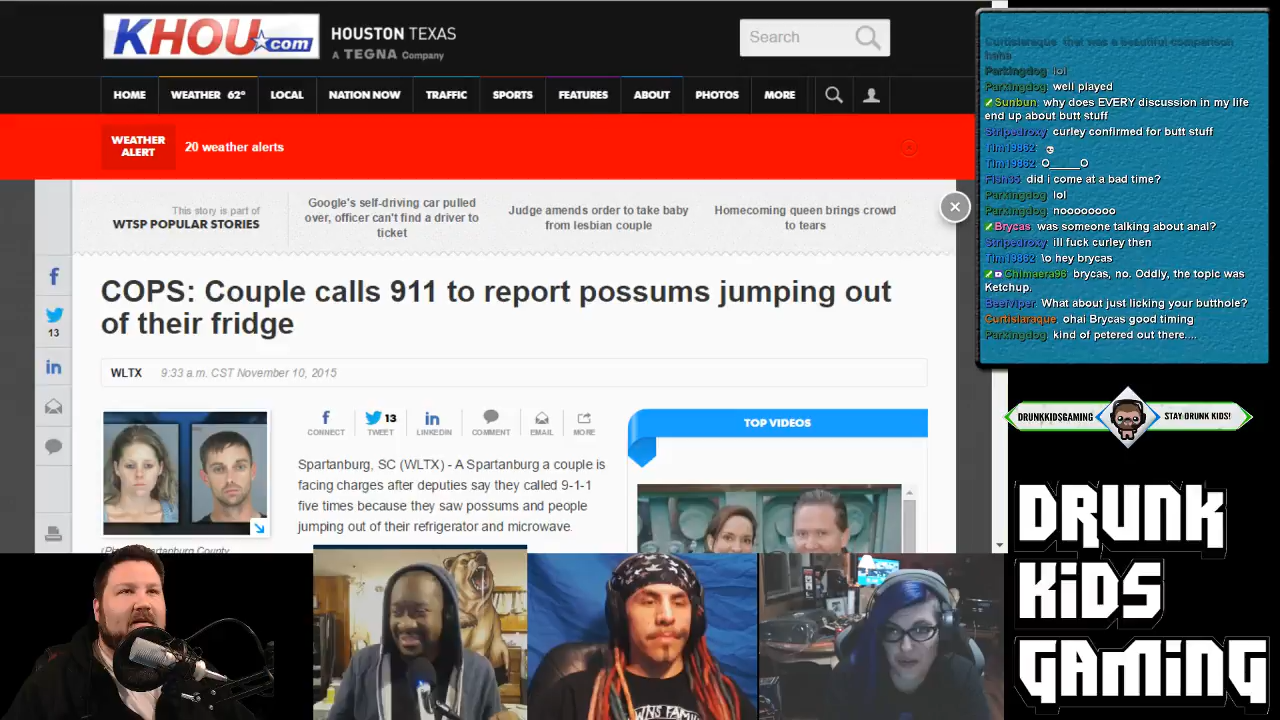 KHOU.com
HOUSTON TEXAS
A TEGNA Company
Search
HOME
WEATHER 62°
LOCAL
NATION NOW
TRAFFIC
SPORTS
FEATURES
ABOUT
PHOTOS
MORE
WEATHER
ALERT
20 weather alerts
This story is part of
WTSP POPULAR STORIES
Google's self-driving car pulled
over, officer can't find a driver to
ticket
Judge amends order to take baby
from lesbian couple
Homecoming queen brings crowd
to tears
13
COPS: Couple calls 911 to report possums jumping out
of their fridge
WLTX 9:33 a.m. CST November 10, 2015
CONNECT
13
TWEET
LINKEDIN
COMMENT
EMAIL
MORE
Spartanburg, SC (WLTX) - A Spartanburg a couple is
facing charges after deputies say they called 9-1-1
five times because they saw possums and people
jumping out of their refrigerator and microwave.
TOP VIDEOS
Curtislaraque that was a beautiful comparison
haha
Parkingdog lol
Parkingdog well played
Sunbun: why does EVERY discussion in my life
end up about butt stuff
Stripedroxy curley confirmed for butt stuff
Tim19862:
Tim19862: O_____O
did i come at a bad time?
Parkingdog lol
Parkingdog noooooooo
Brycas: was someone talking about anal?
Stripedroxy ill fuck curley then
Tim19862 \o hey brycas
Chimaera96: brycas, no. Oddly, the topic was
Ketchup.
BeefViper: What about just licking your butthole?
Curtislaraque: ohai Brycas good timing
Parkingdog: kind of petered out there....
DRUNKKIDSGAMING
STAY DRUNK KIDS!
DRUNK
KiDS
GAMiNG